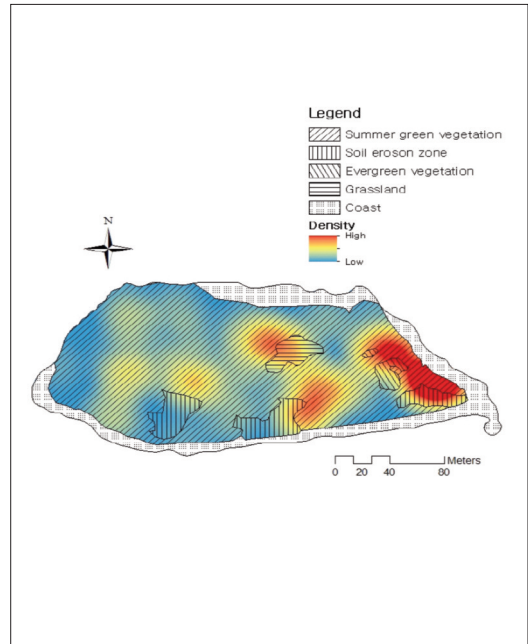 Legend
Summer green vegetation
Soil eroson zone
Evergreen vegetation
Grassland
Coast
Density
High
Low
N
Meters
0 20 40 80